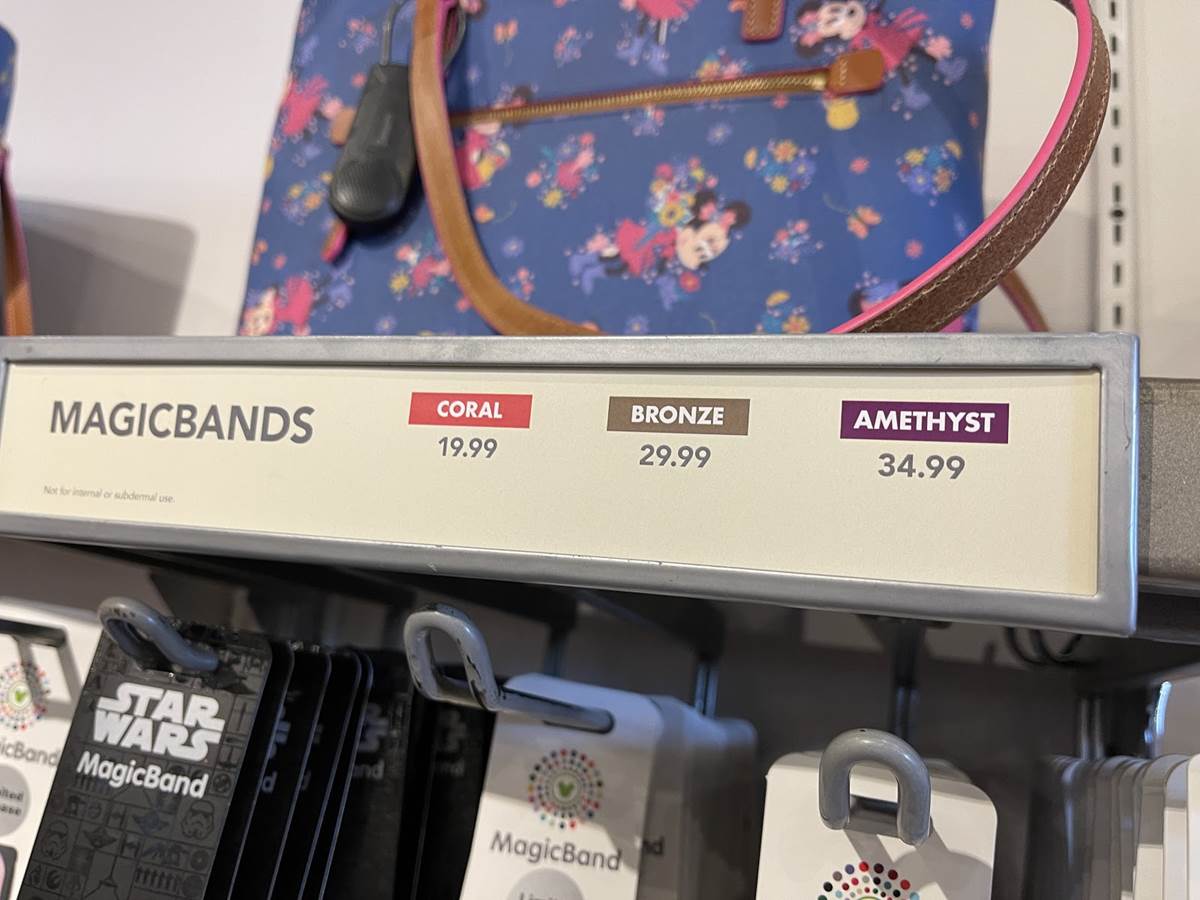 MAGICBANDS
CORAL
19.99
BRONZE
29.99
AMETHYST
34.99
Not for internal or subdermal use.
STAR
WARS
MagicBand
MagicBand